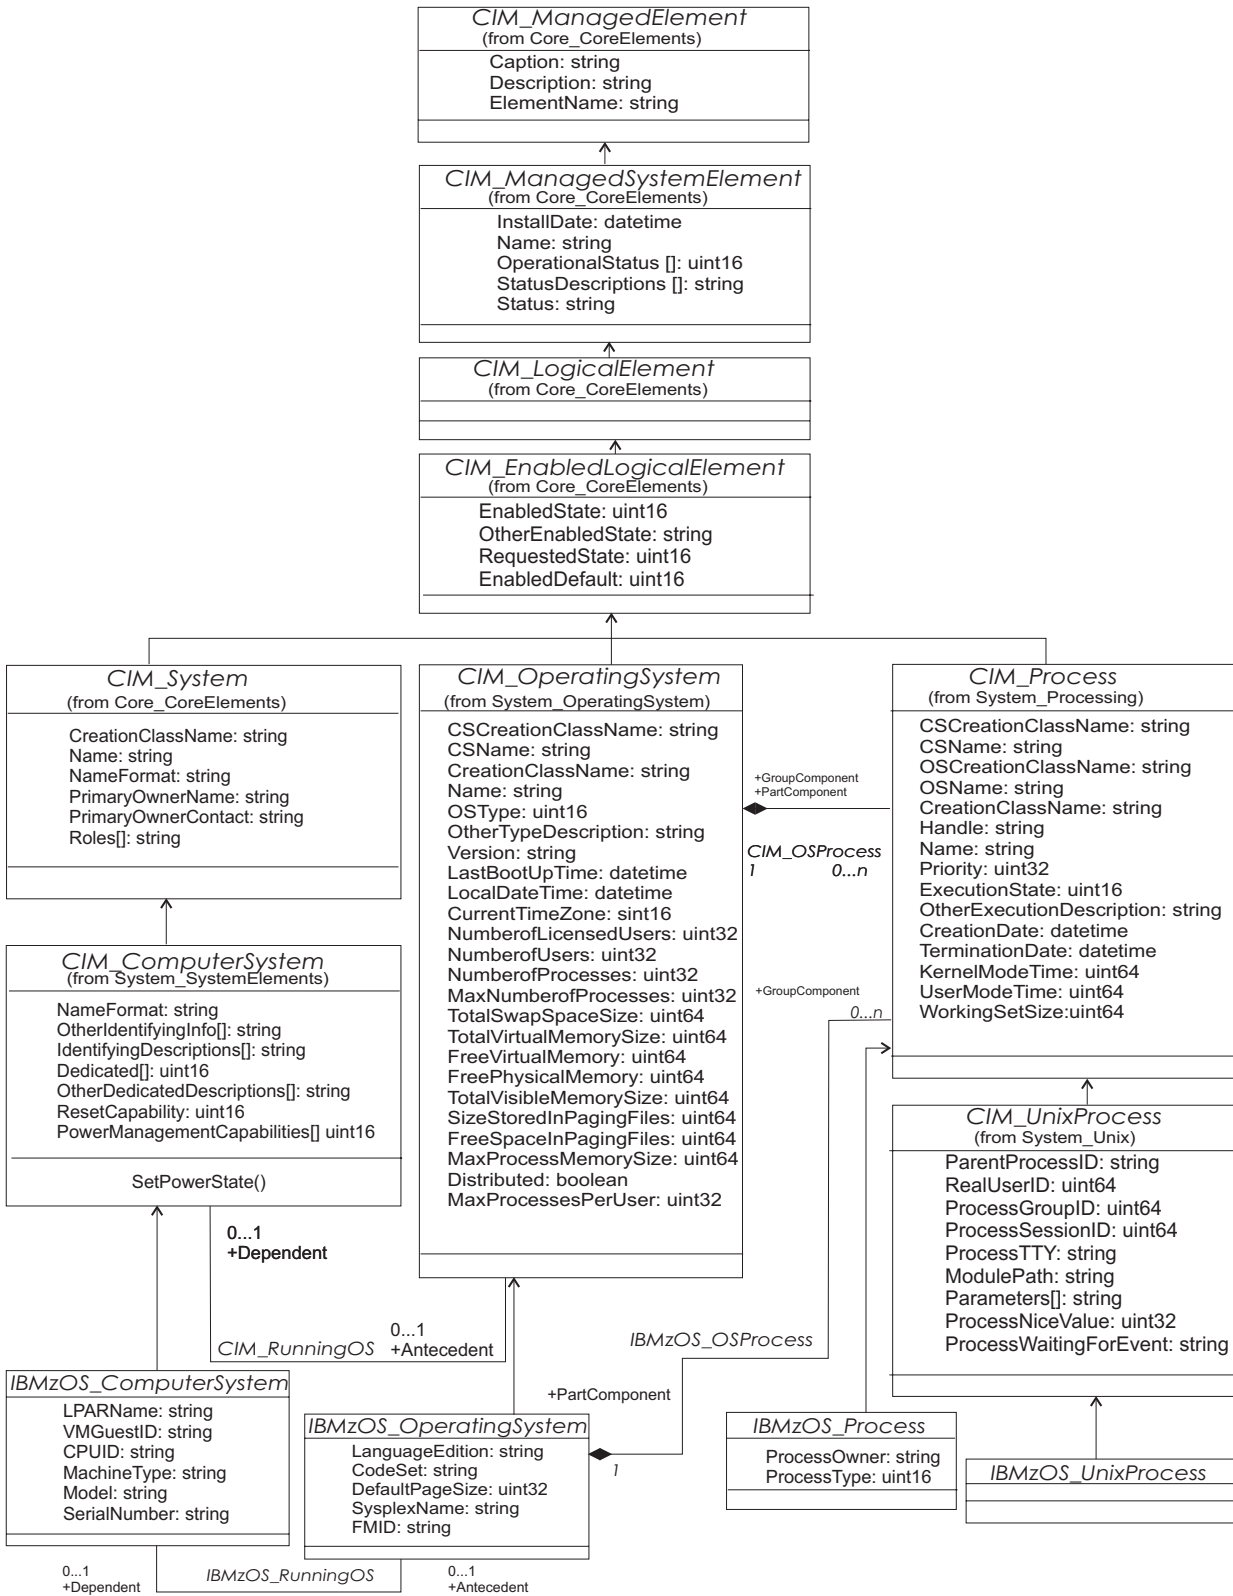 CIM_ManagedElement
(from Core_CoreElements)
Caption: string
Description: string
ElementName: string
CIM_ManagedSystemElement
(from Core_CoreElements)
InstallDate: datetime
Name: string
OperationalStatus []: uint16
StatusDescriptions []: string
Status: string
CIM_LogicalElement
(from Core_CoreElements)
CIM_EnabledLogicalElement
(from Core_CoreElements)
EnabledState: uint16
OtherEnabledState: string
RequestedState: uint16
EnabledDefault: uint16
CIM_System
(from Core_CoreElements)
CreationClassName: string
Name: string
NameFormat: string
PrimaryOwnerName: string
PrimaryOwnerContact: string
Roles[]: string
CIM_OperatingSystem
(from System_OperatingSystem)
CSCreationClassName: string
CSName: string
CreationClassName: string
Name: string
OSType: uint16
OtherTypeDescription: string
Version: string
LastBootUpTime: datetime
LocalDateTime: datetime
CurrentTimeZone: sint16
NumberofLicensedUsers: uint32
NumberofUsers: uint32
NumberofProcesses: uint32
MaxNumberofProcesses: uint32
TotalSwapSpaceSize: uint64
TotalVirtualMemorySize: uint64
FreeVirtualMemory: uint64
FreePhysicalMemory: uint64
TotalVisibleMemorySize: uint64
SizeStoredInPagingFiles: uint64
FreeSpaceInPagingFiles: uint64
MaxProcessMemorySize: uint64
Distributed: boolean
MaxProcessesPerUser: uint32
+GroupComponent
+PartComponent
CIM_OSProcess
1 0...n
+GroupComponent
0...n
CIM_Process
(from System_Processing)
CSCreationClassName: string
CSName: string
OSCreationClassName: string
OSName: string
CreationClassName: string
Handle: string
Name: string
Priority: uint32
ExecutionState: uint16
OtherExecutionDescription: string
CreationDate: datetime
TerminationDate: datetime
KernelModeTime: uint64
UserModeTime: uint64
WorkingSetSize:uint64
CIM_ComputerSystem
(from System_SystemElements)
NameFormat: string
OtherIdentifyingInfo[]: string
IdentifyingDescriptions[]: string
Dedicated[]: uint16
OtherDedicatedDescriptions[]: string
ResetCapability: uint16
PowerManagementCapabilities[] uint16
SetPowerState()
CIM_UnixProcess
(from System_Unix)
ParentProcessID: string
RealUserID: uint64
ProcessGroupID: uint64
ProcessSessionID: uint64
ProcessTTY: string
ModulePath: string
Parameters[]: string
ProcessNiceValue: uint32
ProcessWaitingForEvent: string
0...1
+Dependent
CIM_RunningOS
0...1
+Antecedent
IBMzOS_OSProcess
+PartComponent
1
IBMzOS_ComputerSystem
LPARName: string
VMGuestID: string
CPUID: string
MachineType: string
Model: string
SerialNumber: string
IBMzOS_OperatingSystem
LanguageEdition: string
CodeSet: string
DefaultPageSize: uint32
SysplexName: string
FMID: string
IBMzOS_Process
ProcessOwner: string
ProcessType: uint16
IBMzOS_UnixProcess
0...1
+Dependent
IBMzOS_RunningOS
0...1
+Antecedent